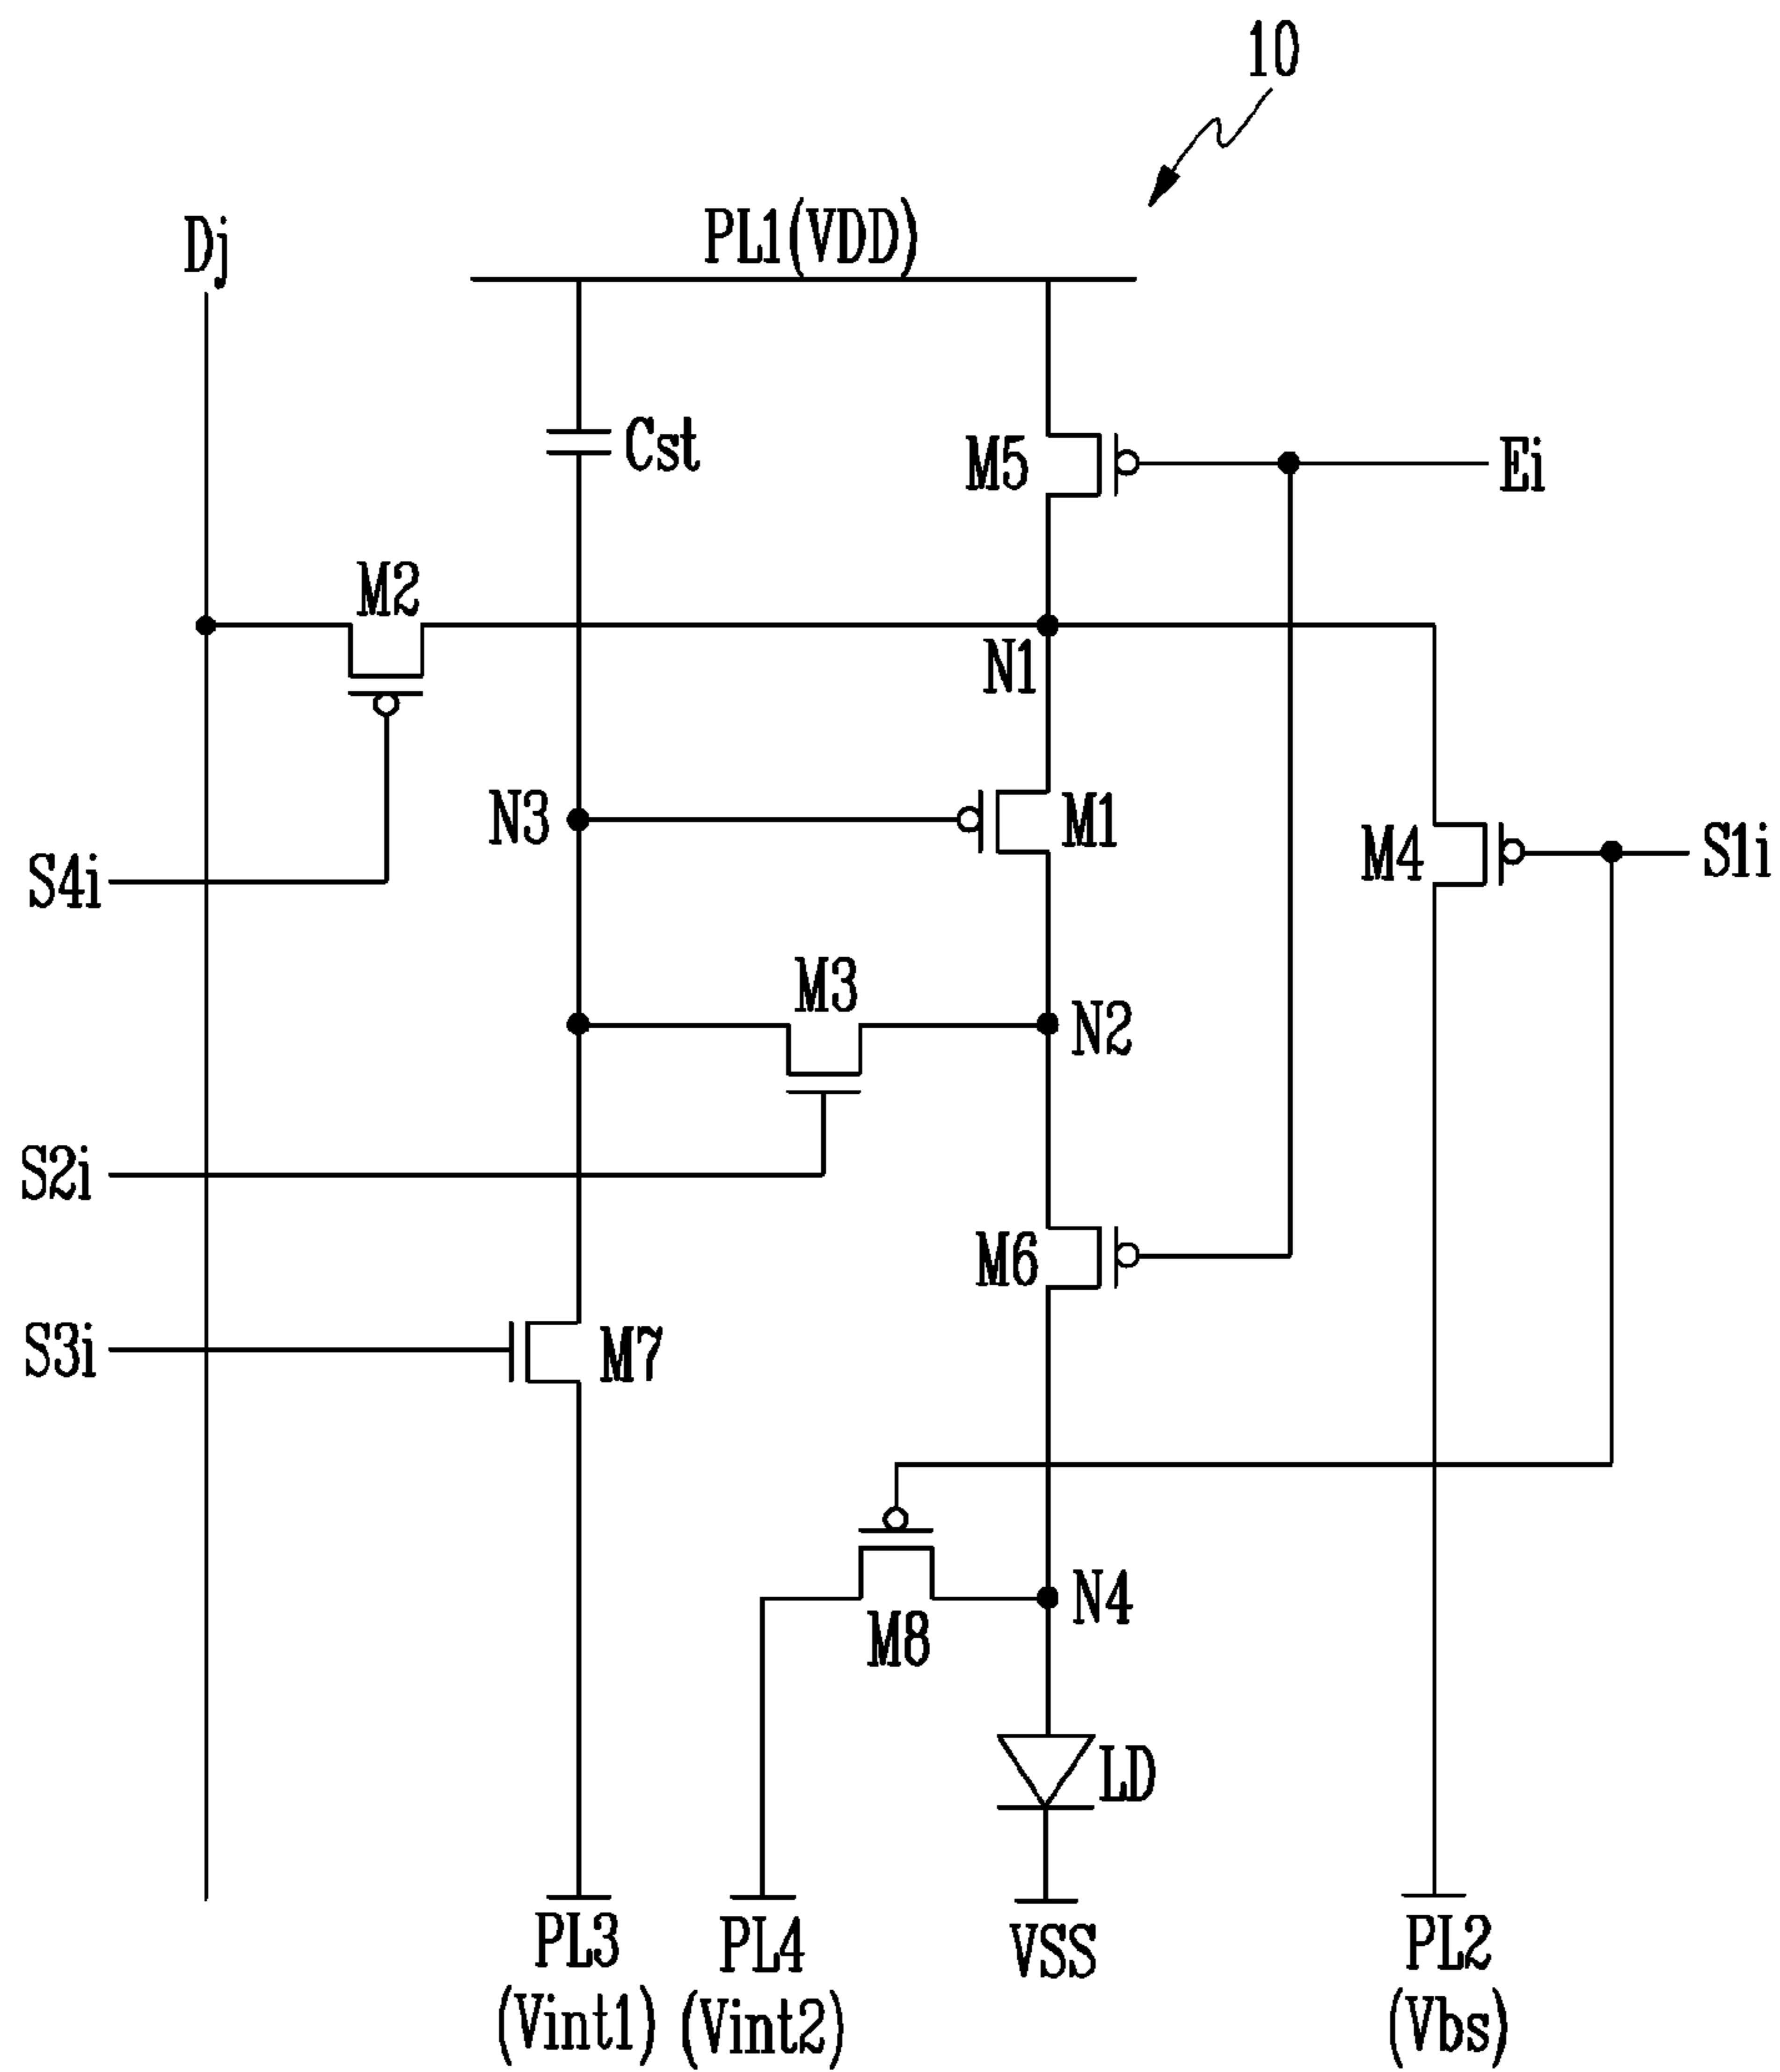 10
Dj
PL1(VDD)
Cst
M5
Ei
M2
N1
N3
M1
M4
S1i
S4i
M3
N2
S2i
M6
S3i
M7
N4
M8
LD
PL3
(Vint1)
PL4
(Vint2)
VSS
PL2
(Vbs)